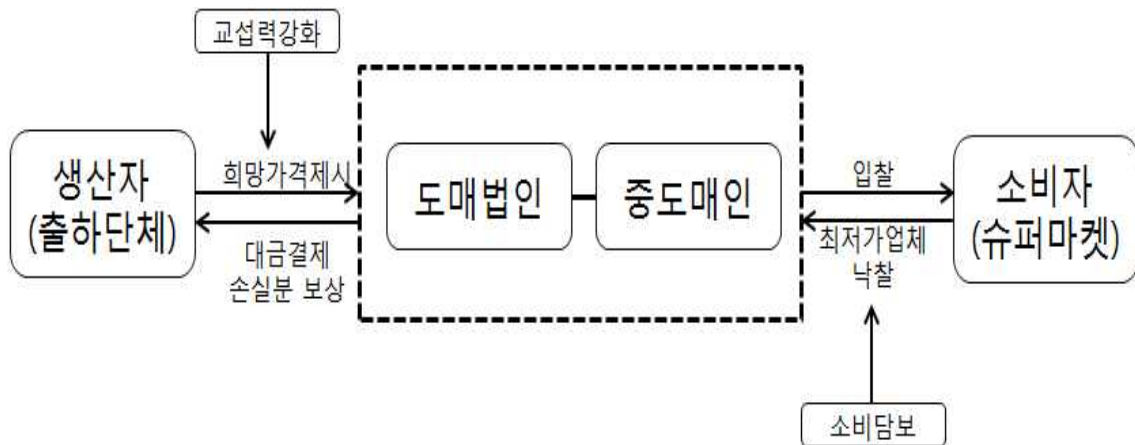 교섭력강화
생산자
(출하단체)
희망가격제시
대금결제
손실분 보상
도매법인
중도매인
입찰
최저가업체
낙찰
소비자
(슈퍼마켓)
소비담보